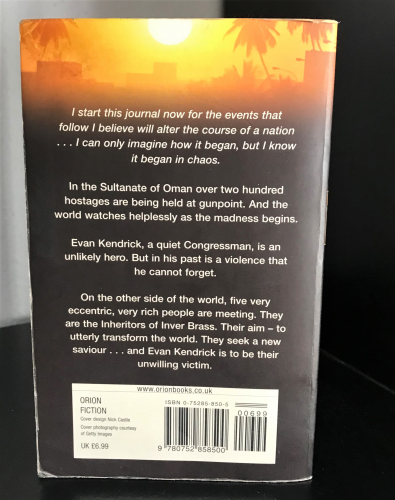 I start this journal now for the events that
follow I believe will alter the course of a nation
. . . I can only imagine how it began, but I know
it began in chaos.
In the Sultanate of Oman over two hundred
hostages are being held at gunpoint. And the
world watches helplessly as the madness begins.
Evan Kendrick, a quiet Congressman, is an
unlikely hero. But in his past is a violence that
he cannot forget.
On the other side of the world, five very
eccentric, very rich people are meeting. They
are the Inheritors of Inver Brass. Their aim – to
utterly transform the world. They seek a new
saviour . . . and Evan Kendrick is to be their
unwilling victim.
www.orionbooks.co.uk
ORION
FICTION
Cover design Nick Castle
Cover photography courtesy
of Getty Images
UK £6.99
ISBN 0-75285-850-5
00699
9 780752 858500